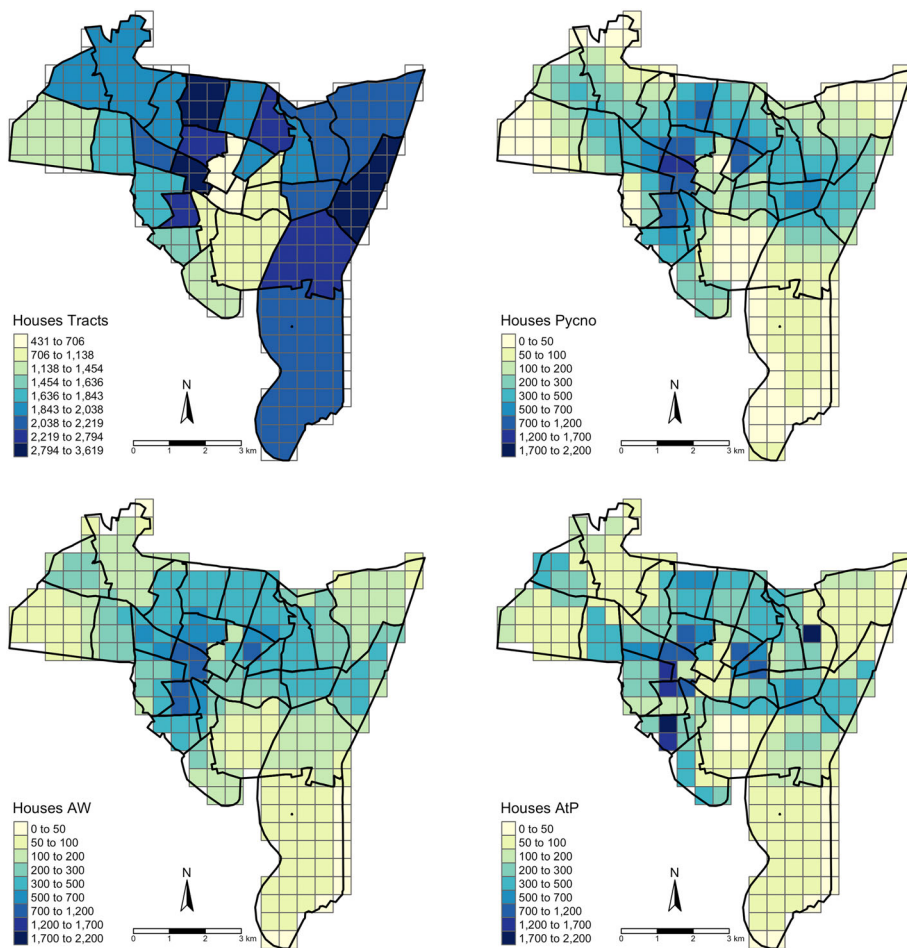 Houses Tracts
431 to 706
706 to 1,138
1,138 to 1,454
1,454 to 1,636
1,636 to 1,843
1,843 to 2,038
2,038 to 2,219
2,219 to 2,794
2,794 to 3,619
N
0 1 2 3 km
Houses Pycno
0 to 50
50 to 100
100 to 200
200 to 300
300 to 500
500 to 700
700 to 1,200
1,200 to 1,700
1,700 to 2,200
N
0 1 2 3 km
Houses AW
0 to 50
50 to 100
100 to 200
200 to 300
300 to 500
500 to 700
700 to 1,200
1,200 to 1,700
1,700 to 2,200
N
0 1 2 3 km
Houses AtP
0 to 50
50 to 100
100 to 200
200 to 300
300 to 500
500 to 700
700 to 1,200
1,200 to 1,700
1,700 to 2,200
N
0 1 2 3 km